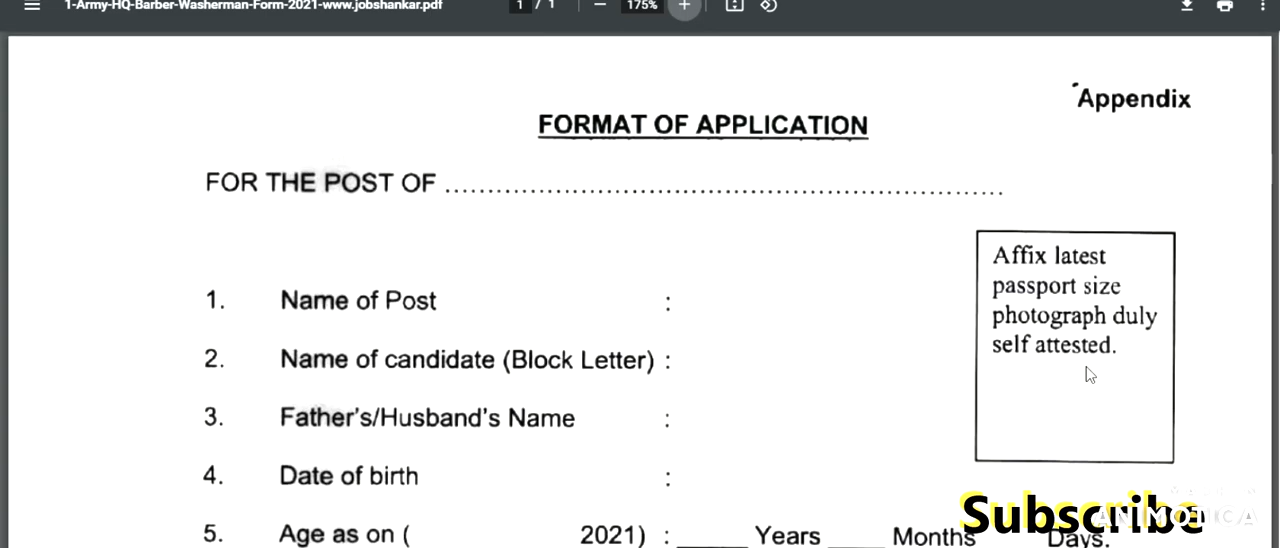 1-Army-HQ-Barber-Washerman-Form-2021-www.jobshankar.pdf 1 / 1 175%
Appendix
FORMAT OF APPLICATION
FOR THE POST OF ..........................................................................
Affix latest
passport size
photograph duly
self attested.
1. Name of Post :
2. Name of candidate (Block Letter) :
3. Father's/Husband's Name :
4. Date of birth :
5. Age as on ( 2021) : _____ Years ____ Months Days.
Subscribe
ANIMOTICA